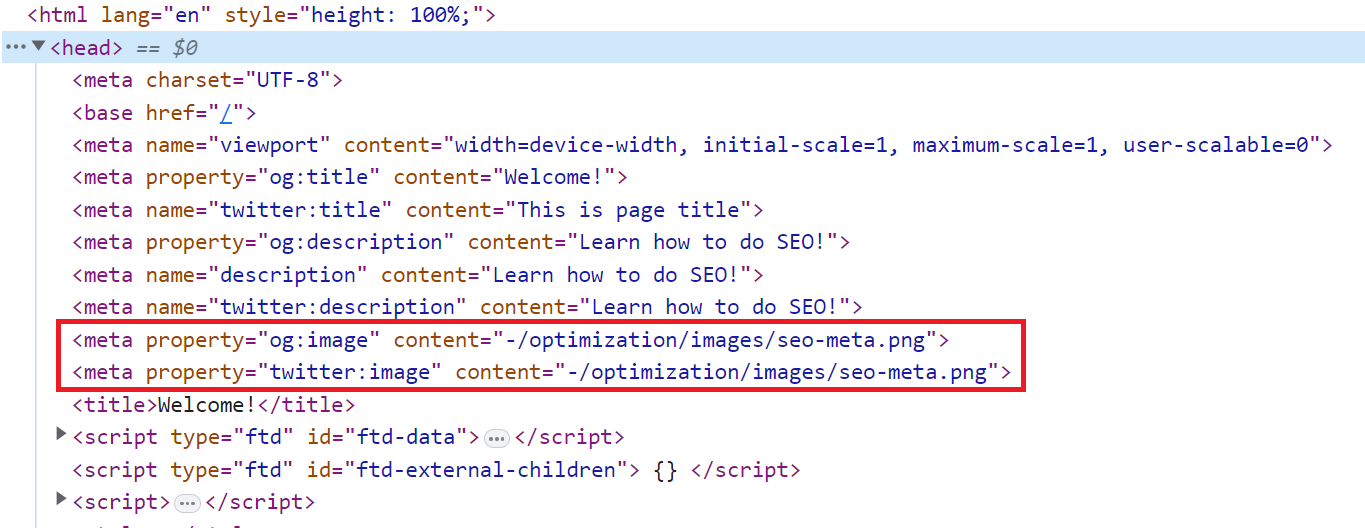 <html lang="en" style="height: 100%;">
<head> == $0
<meta charset="UTF-8">
<base href="/">
<meta name="viewport" content="width=device-width, initial-scale=1, maximum-scale=1, user-scalable=0">
<meta property="og:title" content="Welcome!">
<meta name="twitter:title" content="This is page title">
<meta property="og:description" content="Learn how to do SEO!">
<meta name="description" content="Learn how to do SEO!">
<meta name="twitter:description" content="Learn how to do SEO!">
<meta property="og:image" content="-/optimization/images/seo-meta.png">
<meta property="twitter:image" content="-/optimization/images/seo-meta.png">
<title>Welcome!</title>
<script type="ftd" id="ftd-data"> … </script>
<script type="ftd" id="ftd-external-children"> {} </script>
<script> … </script>